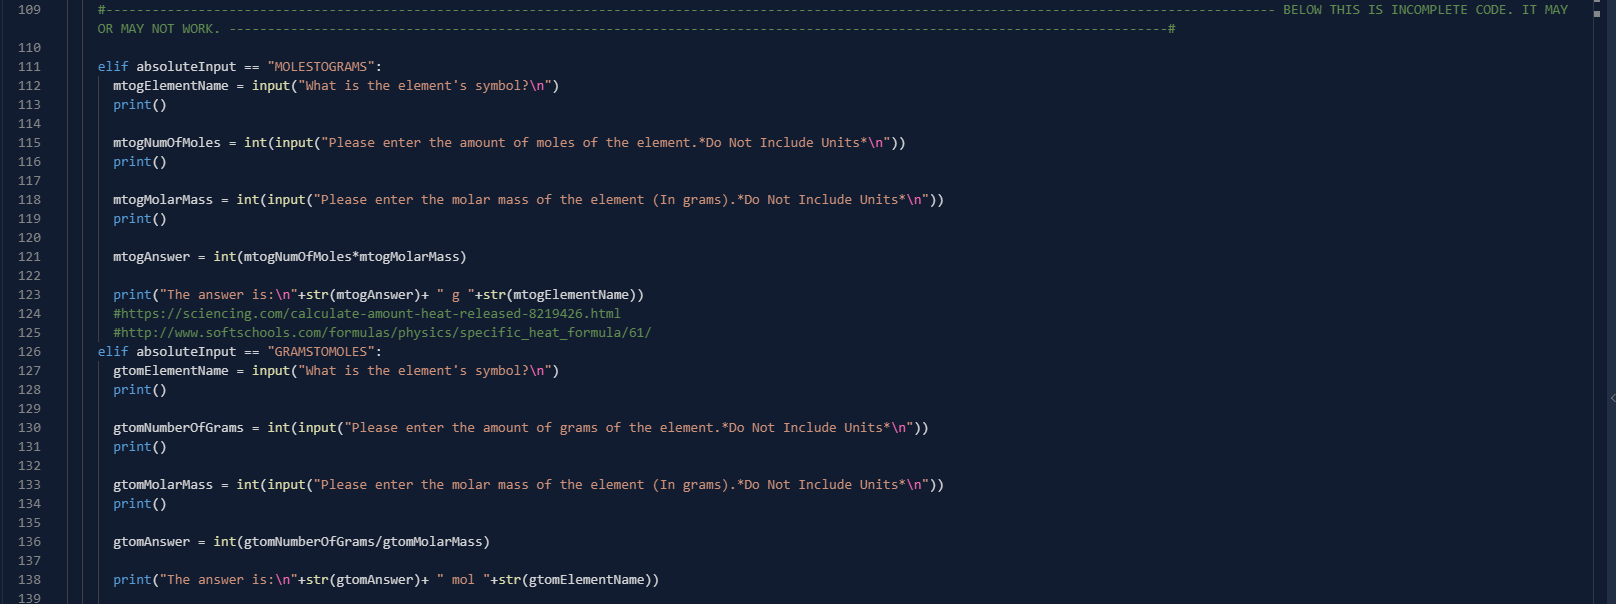 109 #-------------------------------------------------------------------------------------------------------------------------------------------------------- BELOW THIS IS INCOMPLETE CODE. IT MAY
OR MAY NOT WORK. --------------------------------------------------------------------------------------------------------------------------#
110
111 elif absoluteInput == "MOLESTOGRAMS":
112 mtogElementName = input("What is the element's symbol?\n")
113 print()
114
115 mtogNumOfMoles = int(input("Please enter the amount of moles of the element.*Do Not Include Units*\n"))
116 print()
117
118 mtogMolarMass = int(input("Please enter the molar mass of the element (In grams).*Do Not Include Units*\n"))
119 print()
120
121 mtogAnswer = int(mtogNumOfMoles*mtogMolarMass)
122
123 print("The answer is:\n"+str(mtogAnswer)+ " g "+str(mtogElementName))
124 #https://sciencing.com/calculate-amount-heat-released-8219426.html
125 #http://www.softschools.com/formulas/physics/specific_heat_formula/61/
126 elif absoluteInput == "GRAMSTOMOLES":
127 gtomElementName = input("What is the element's symbol?\n")
128 print()
129
130 gtomNumberOfGrams = int(input("Please enter the amount of grams of the element.*Do Not Include Units*\n"))
131 print()
132
133 gtomMolarMass = int(input("Please enter the molar mass of the element (In grams).*Do Not Include Units*\n"))
134 print()
135
136 gtomAnswer = int(gtomNumberOfGrams/gtomMolarMass)
137
138 print("The answer is:\n"+str(gtomAnswer)+ " mol "+str(gtomElementName))
139